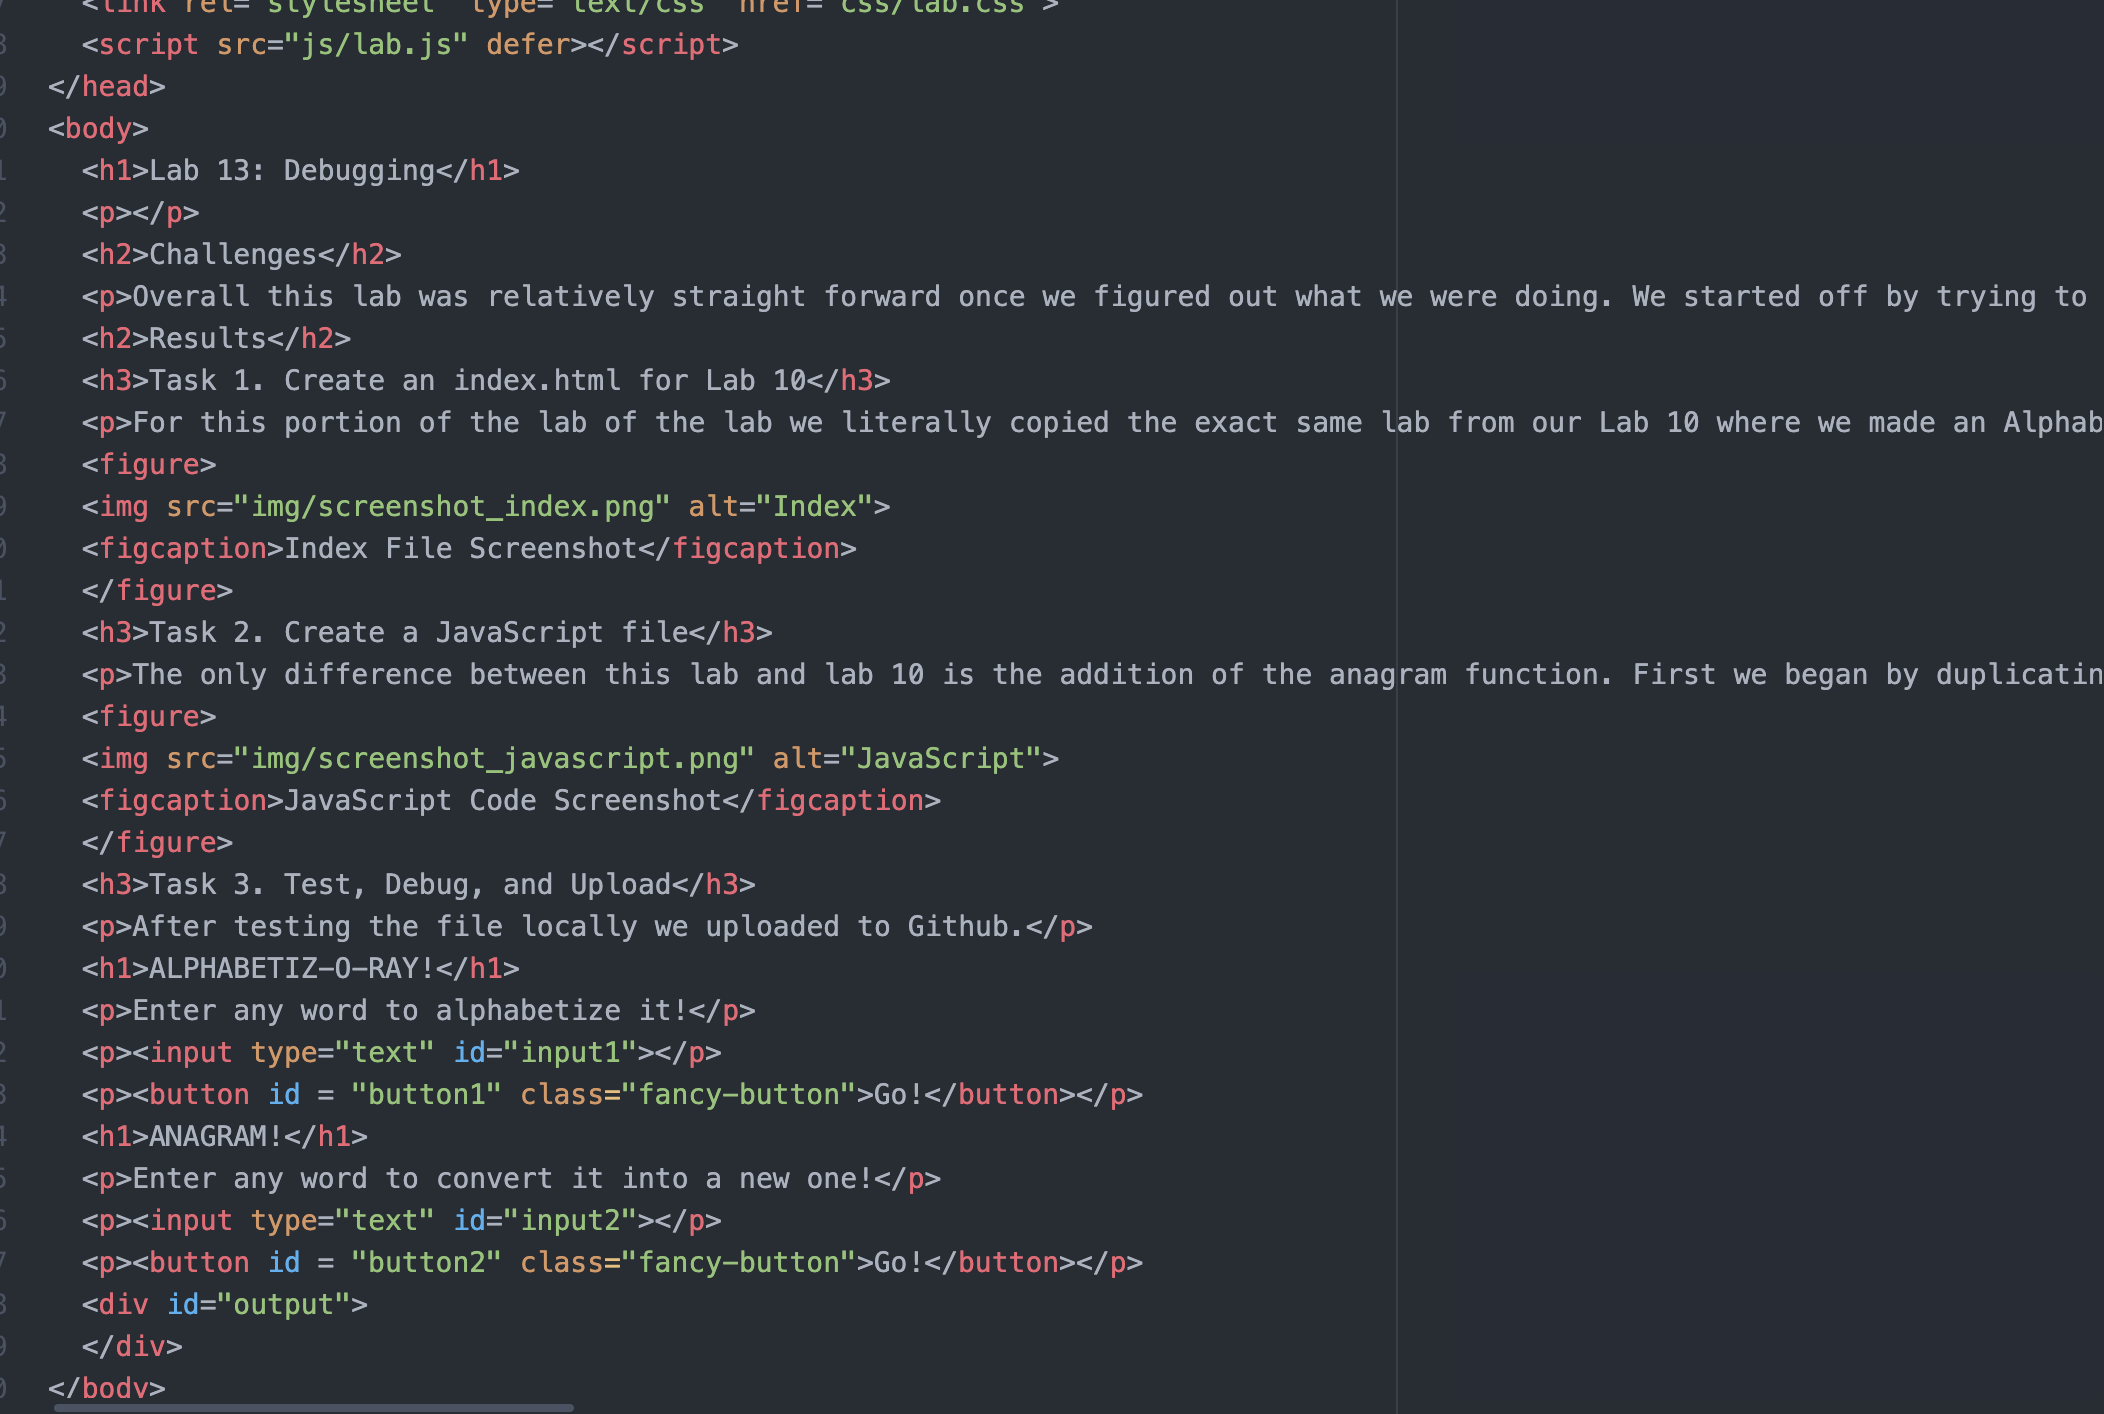 <link rel="stylesheet" type="text/css" href="css/lab.css">
<script src="js/lab.js" defer></script>
</head>
<body>
<h1>Lab 13: Debugging</h1>
<p></p>
<h2>Challenges</h2>
<p>Overall this lab was relatively straight forward once we figured out what we were doing. We started off by trying to
<h2>Results</h2>
<h3>Task 1. Create an index.html for Lab 10</h3>
<p>For this portion of the lab of the lab we literally copied the exact same lab from our Lab 10 where we made an Alphab
<figure>
<img src="img/screenshot_index.png" alt="Index">
<figcaption>Index File Screenshot</figcaption>
</figure>
<h3>Task 2. Create a JavaScript file</h3>
<p>The only difference between this lab and lab 10 is the addition of the anagram function. First we began by duplicatin
<figure>
<img src="img/screenshot_javascript.png" alt="JavaScript">
<figcaption>JavaScript Code Screenshot</figcaption>
</figure>
<h3>Task 3. Test, Debug, and Upload</h3>
<p>After testing the file locally we uploaded to Github.</p>
<h1>ALPHABETIZ-O-RAY!</h1>
<p>Enter any word to alphabetize it!</p>
<p><input type="text" id="input1"></p>
<p><button id = "button1" class="fancy-button">Go!</button></p>
<h1>ANAGRAM!</h1>
<p>Enter any word to convert it into a new one!</p>
<p><input type="text" id="input2"></p>
<p><button id = "button2" class="fancy-button">Go!</button></p>
<div id="output">
</div>
</body>